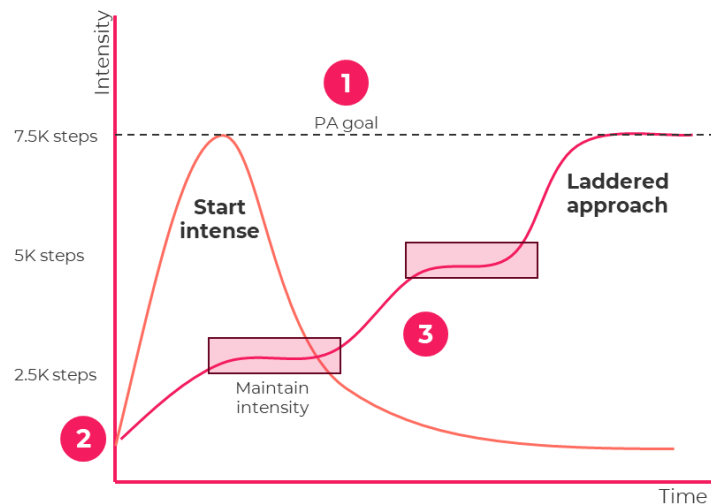 Intensity
1
PA goal
7.5K steps
Start
intense
Laddered
approach
5K steps
3
2.5K steps
Maintain
intensity
2
Time